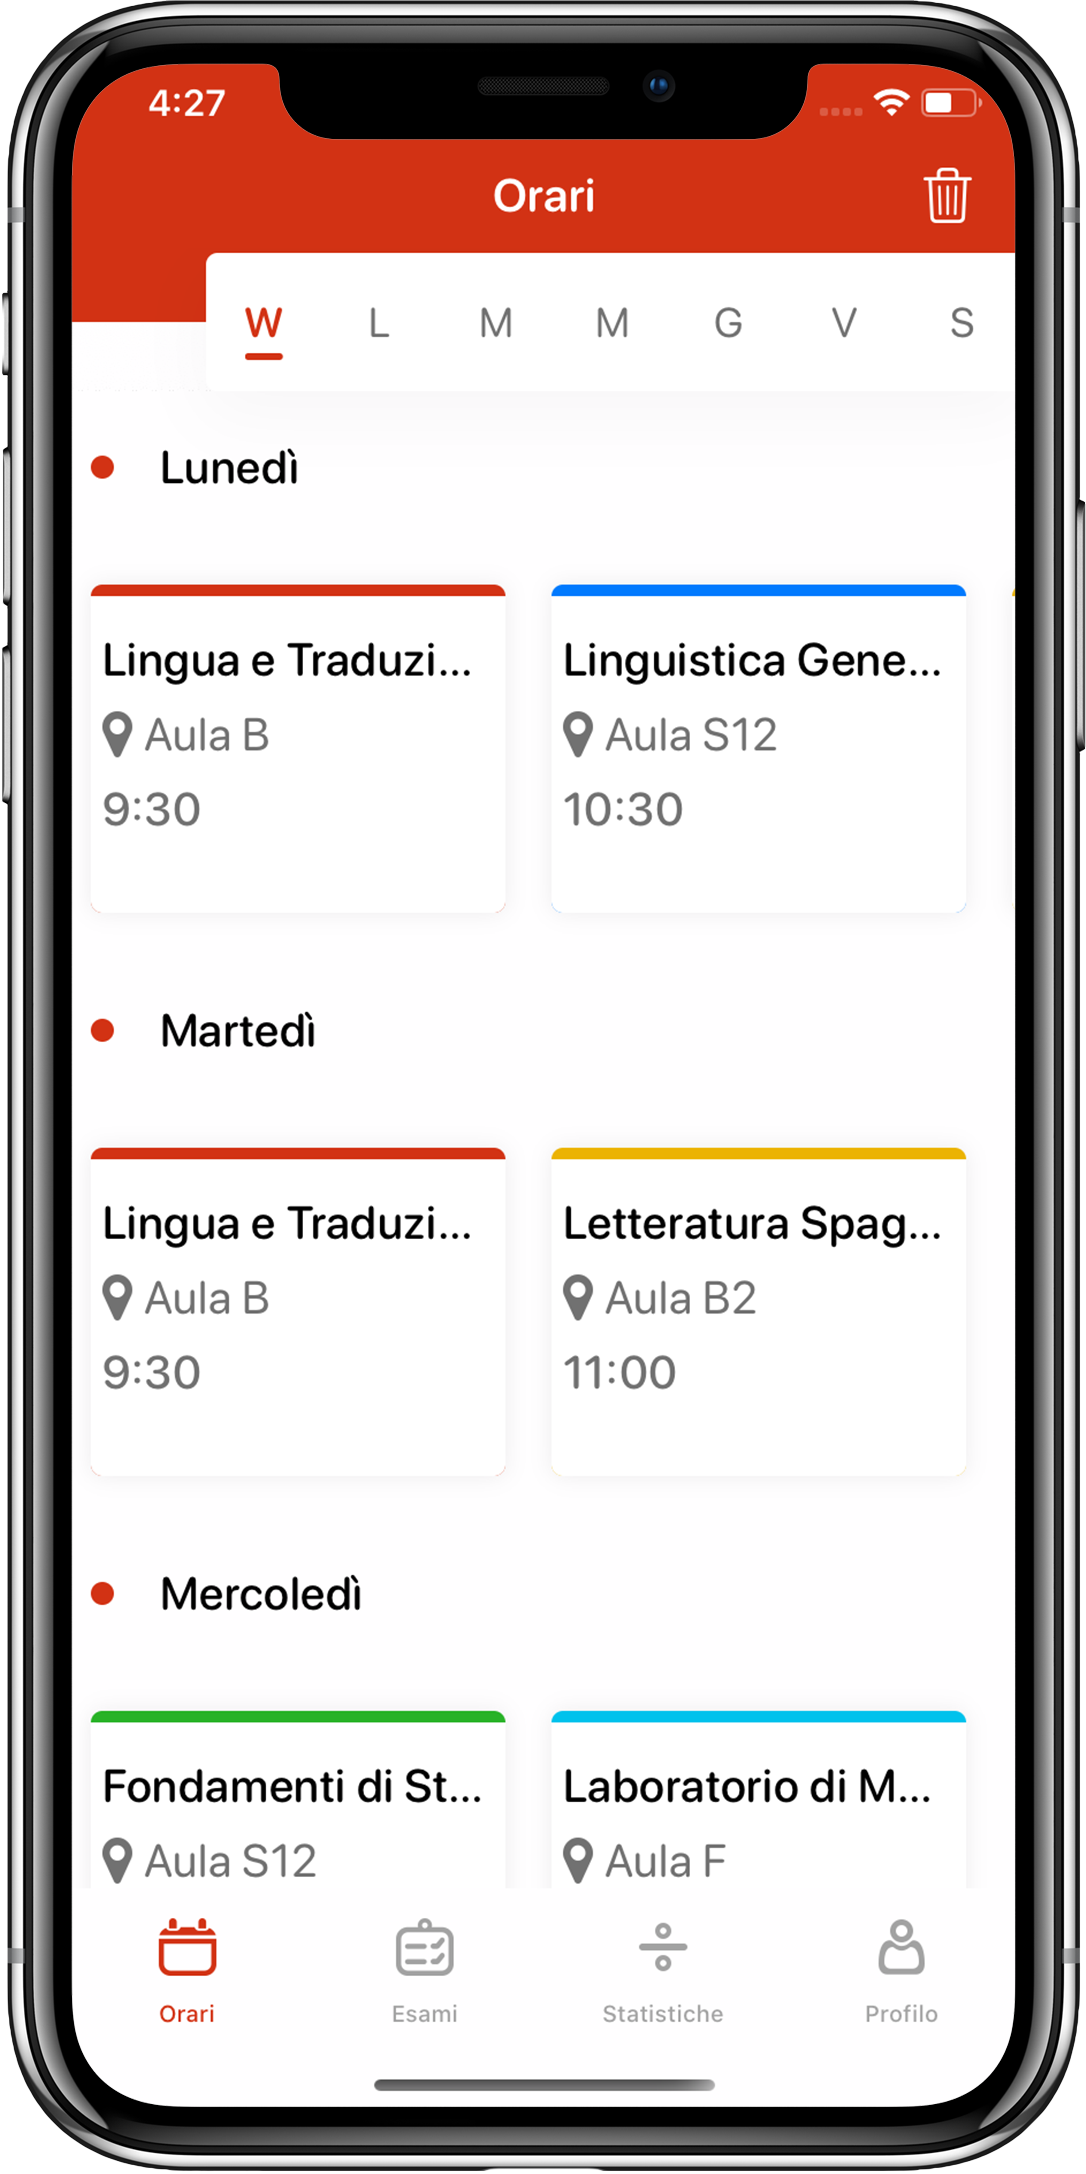 4:27
Orari
W L M M G V S
Lunedì
Lingua e Traduzi... Linguistica Gene...
Aula B Aula S12
9:30 10:30
Martedì
Lingua e Traduzi... Letteratura Spag...
Aula B Aula B2
9:30 11:00
Mercoledì
Fondamenti di St... Laboratorio di M...
Aula S12 Aula F
Orari Esami Statistiche Profilo